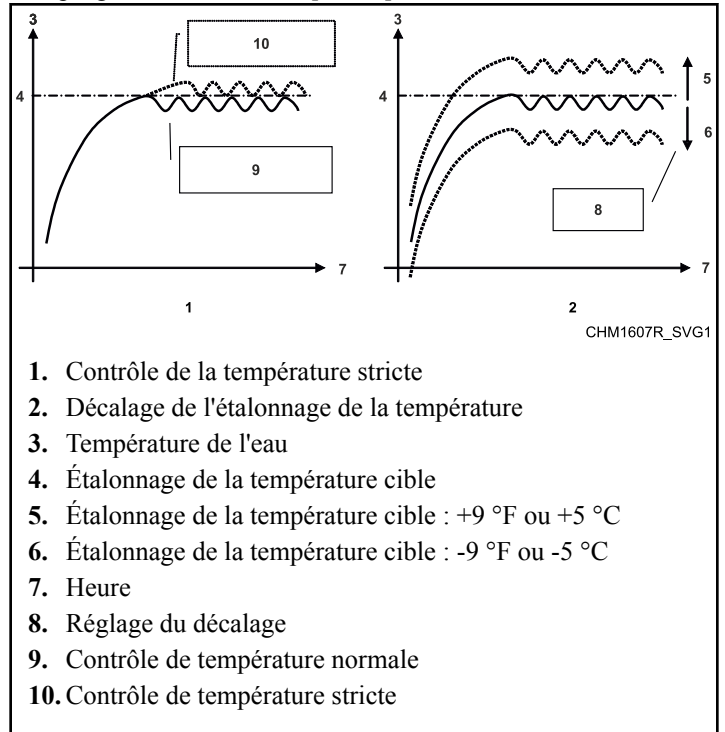 3
10
4
9
7
1
3
5
4
6
8
7
2
CHM1607R_SVG1
1. Contrôle de la température stricte
2. Décalage de l'étalonnage de la température
3. Température de l'eau
4. Étalonnage de la température cible
5. Étalonnage de la température cible : +9 °F ou +5 °C
6. Étalonnage de la température cible : -9 °F ou -5 °C
7. Heure
8. Réglage du décalage
9. Contrôle de température normale
10. Contrôle de température stricte